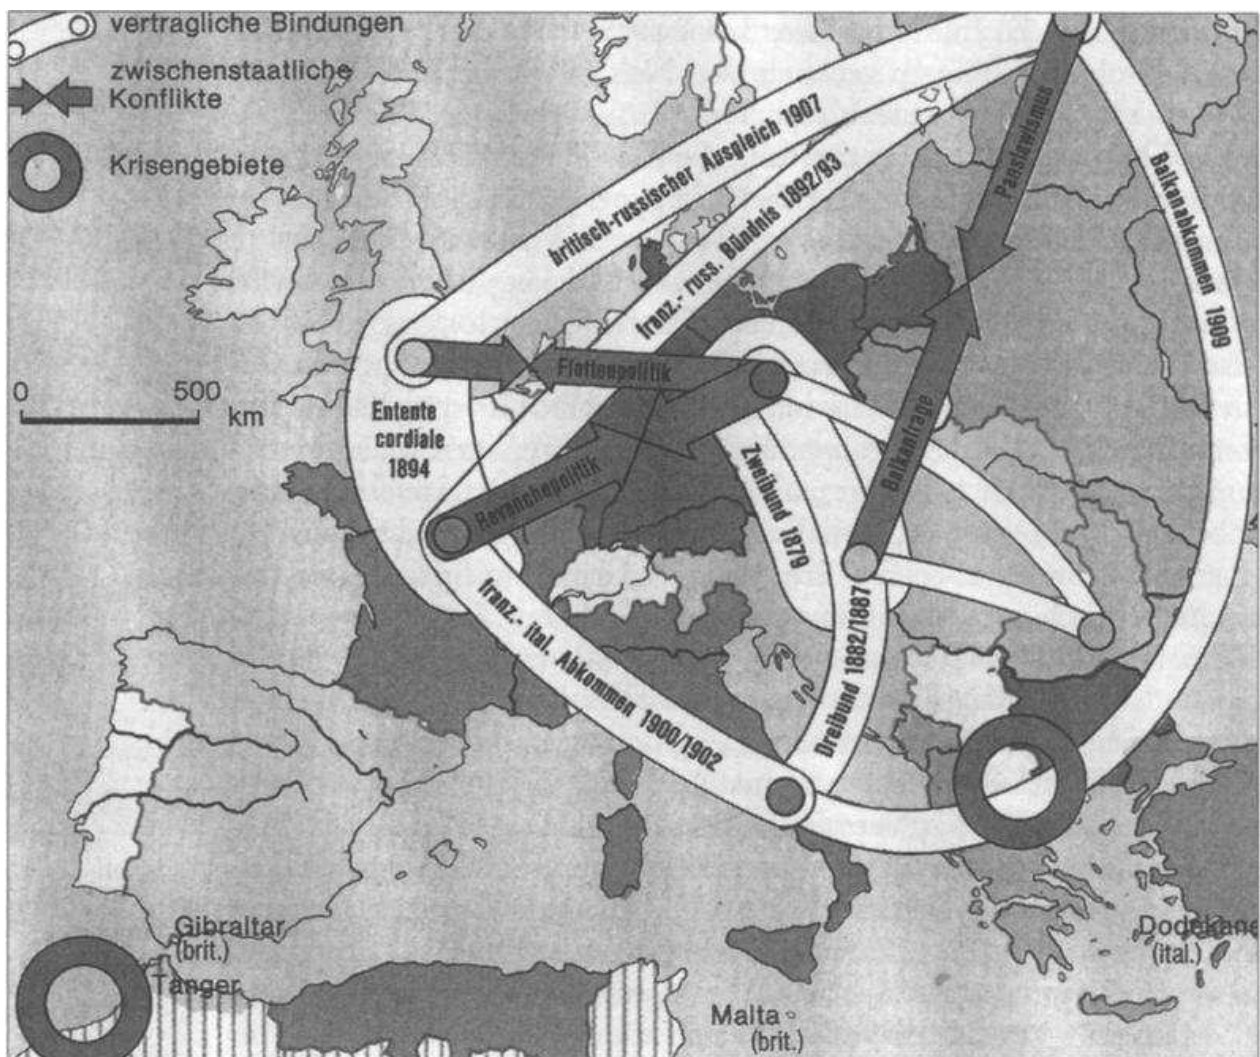 vertragliche Bindungen
zwischenstaatliche
Konflikte
Krisengebiete
0 500
km
britisch-russischer Ausgleich 1907
franz.- russ. Bündnis 1892/93
Panslawismus
Balkanabkommen 1909
Flottenpolitik
Entente
cordiale
1894
Revanchepolitik
Zweibund 1879
Balkanfrage
franz.- ital. Abkommen 1900/1902
Dreibund 1882/1887
Gibraltar
(brit.)
Tanger
Malta
(brit.)
Dodekane
(ital.)